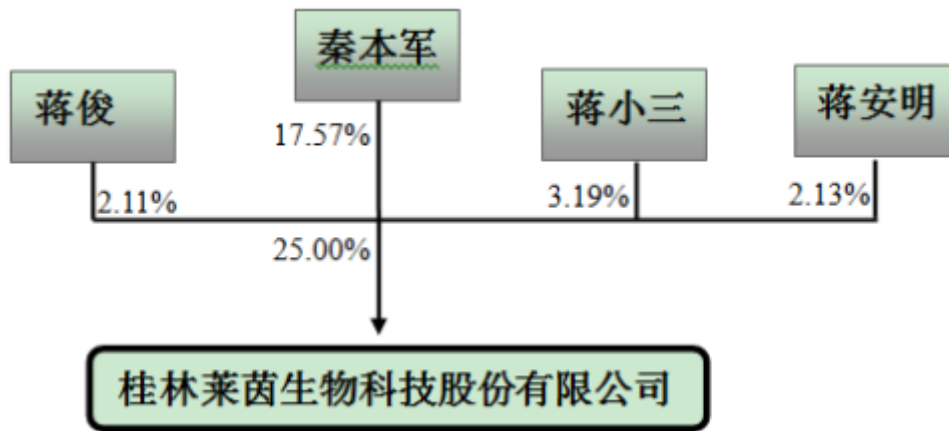 秦本军
蒋俊
蒋小三
蒋安明
17.57%
2.11%
3.19%
2.13%
25.00%
桂林莱茵生物科技股份有限公司